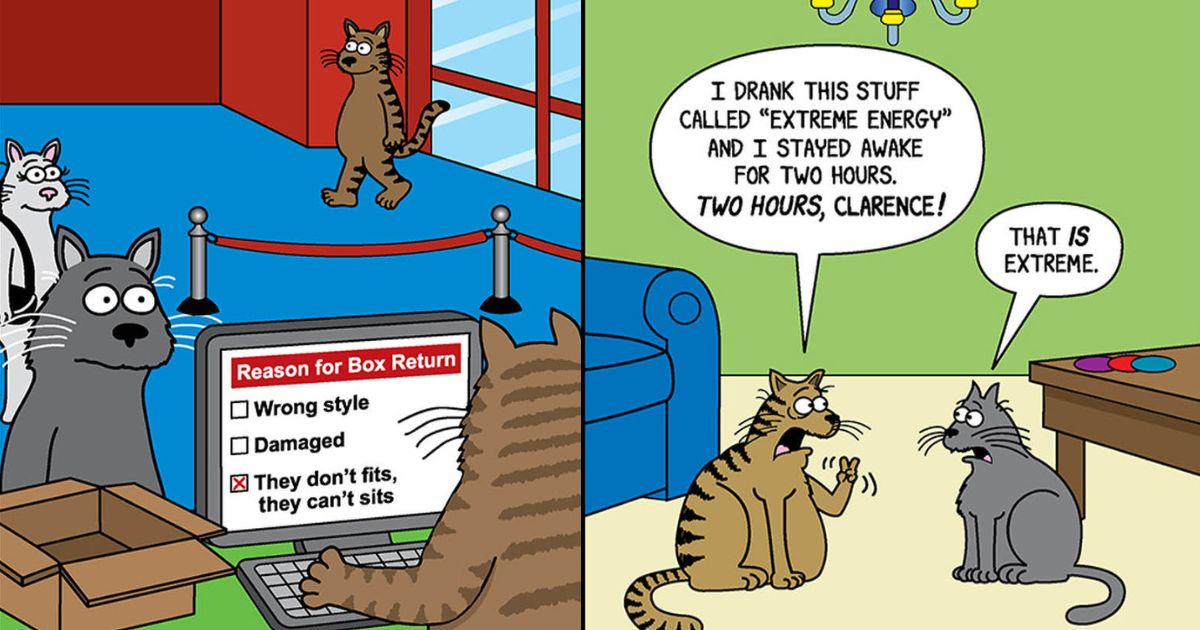 Reason for Box Return
Wrong style
Damaged
They don't fits,
they can't sits
I DRANK THIS STUFF
CALLED "EXTREME ENERGY"
AND I STAYED AWAKE
FOR TWO HOURS.
TWO HOURS, CLARENCE!
THAT IS
EXTREME.